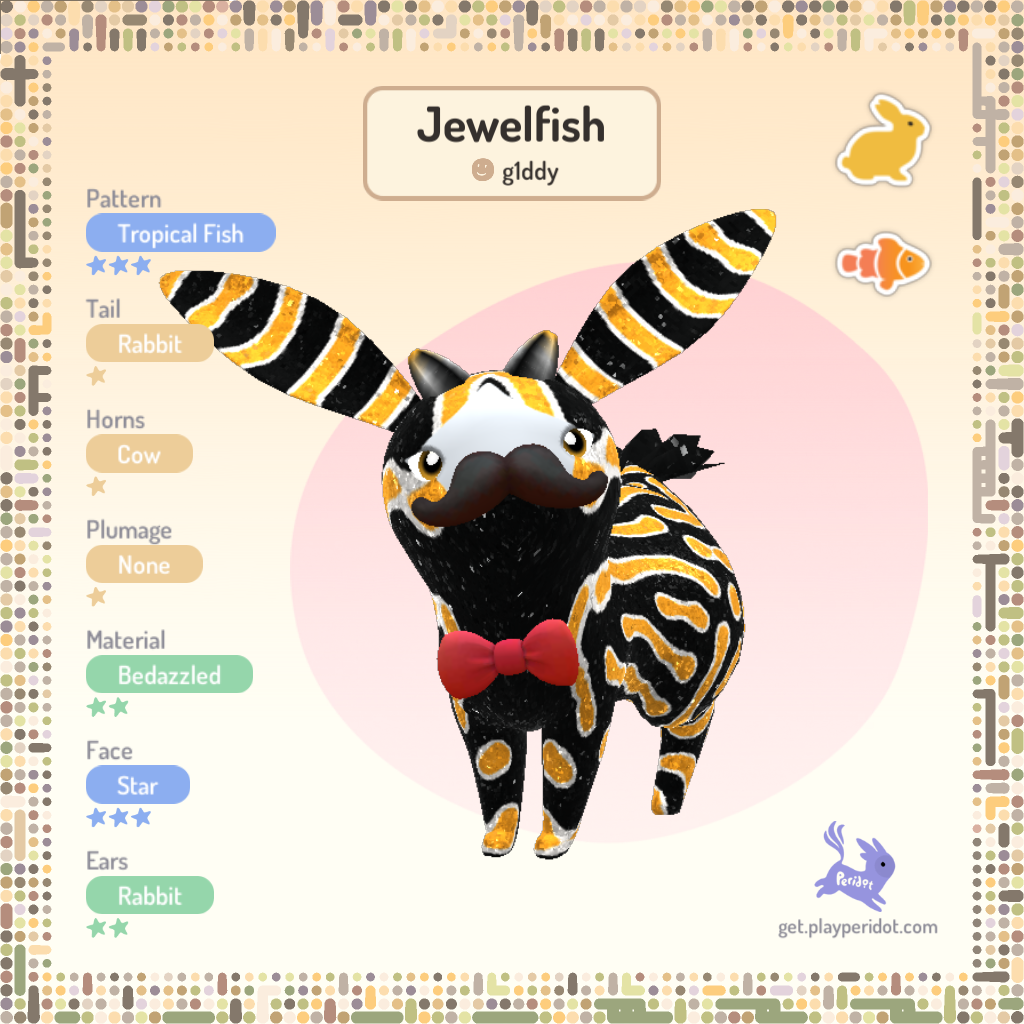 Jewelfish
g1ddy
Pattern
Tropical Fish
Tail
Rabbit
Horns
Cow
Plumage
None
Material
Bedazzled
Face
Star
Ears
Rabbit
Peridot
get.playperidot.com